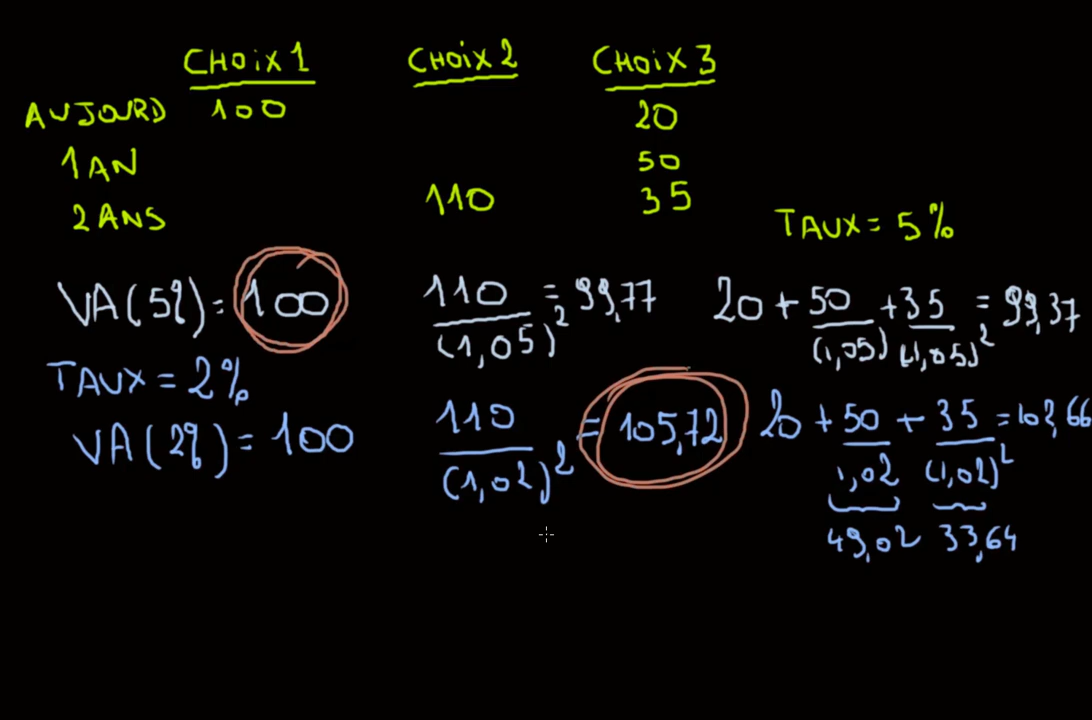 CHOIX 1 CHOIX 2 CHOIX 3
AUJOURD 100 20
1 AN 50
2 ANS 110 35
TAUX = 5%
VA(5%) = 100 110/(1,05)² = 99,77 20 + 50/(1,05) + 35/(1,05)² = 99,37
TAUX = 2%
VA(2%) = 100 110/(1,02)² = 105,72 20 + 50/1,02 + 35/(1,02)² = 102,66
49,02 33,64